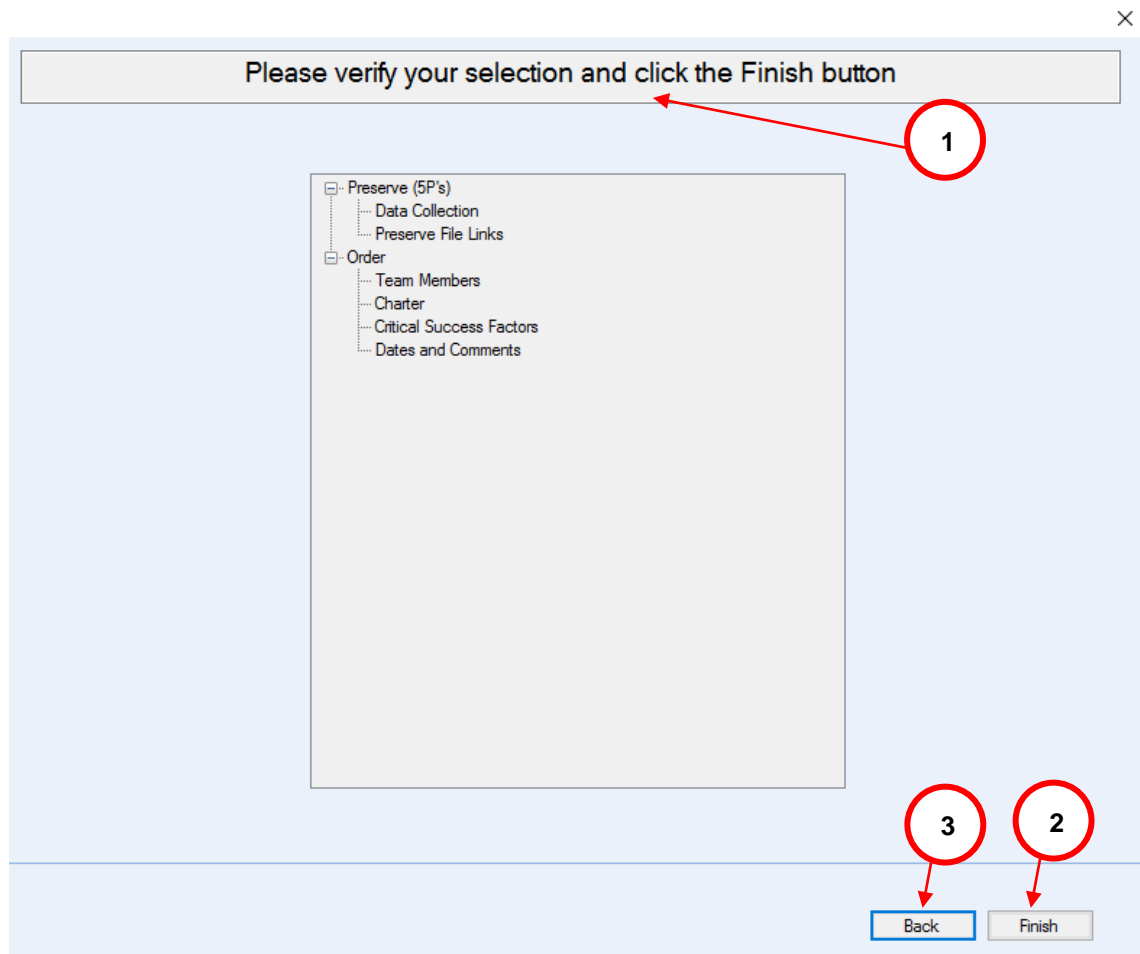 Please verify your selection and click the Finish button
1
Preserve (5P's)
Data Collection
Preserve File Links
Order
Team Members
Charter
Critical Success Factors
Dates and Comments
3
2
Back
Finish